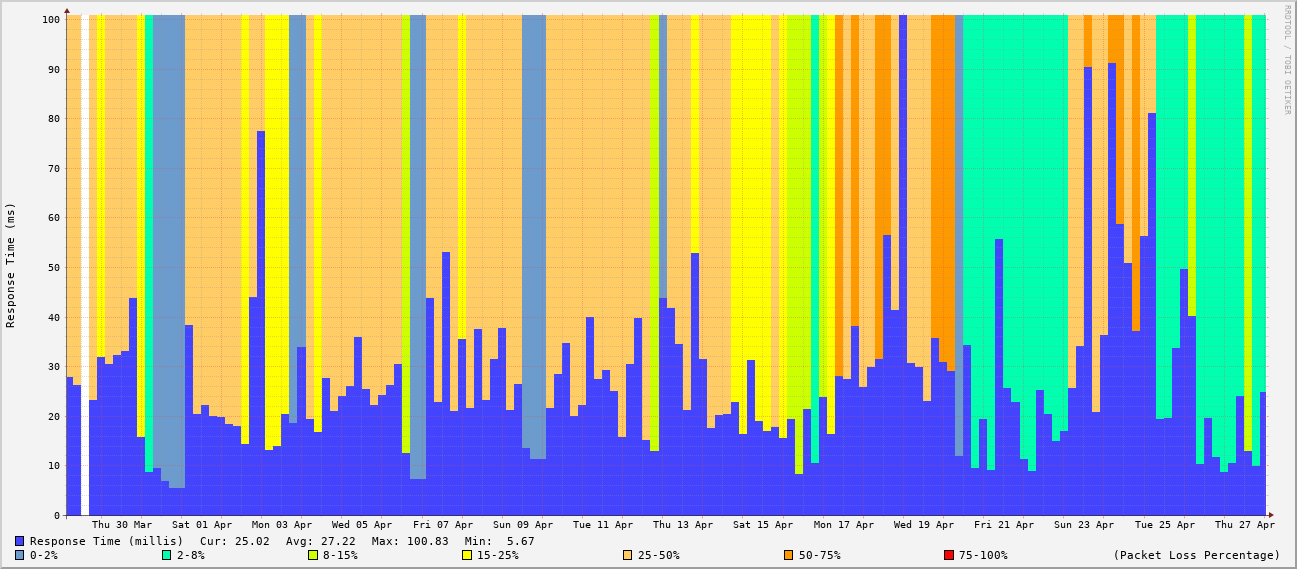 RRDTOOL / TOBI OETIKER
Response Time (ms)
100
90
80
70
60
50
40
30
20
10
0
Thu 30 Mar Sat 01 Apr Mon 03 Apr Wed 05 Apr Fri 07 Apr Sun 09 Apr Tue 11 Apr Thu 13 Apr Sat 15 Apr Mon 17 Apr Wed 19 Apr Fri 21 Apr Sun 23 Apr Tue 25 Apr Thu 27 Apr
Response Time (millis) Cur: 25.02 Avg: 27.22 Max: 100.83 Min: 5.67
0-2% 2-8% 8-15% 15-25% 25-50% 50-75% 75-100% (Packet Loss Percentage)